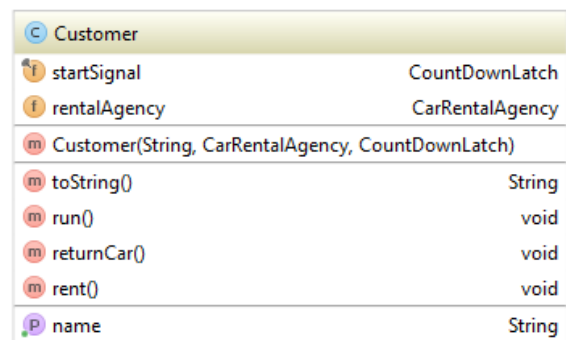 C Customer
f startSignal CountDownLatch
f rentalAgency CarRentalAgency
m Customer(String, CarRentalAgency, CountDownLatch)
m toString() String
m run() void
m returnCar() void
m rent() void
P name String